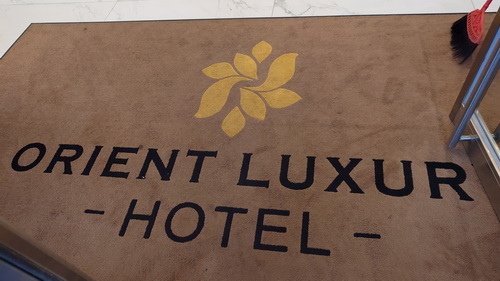 ORIENT LUXUR
- HOTEL -